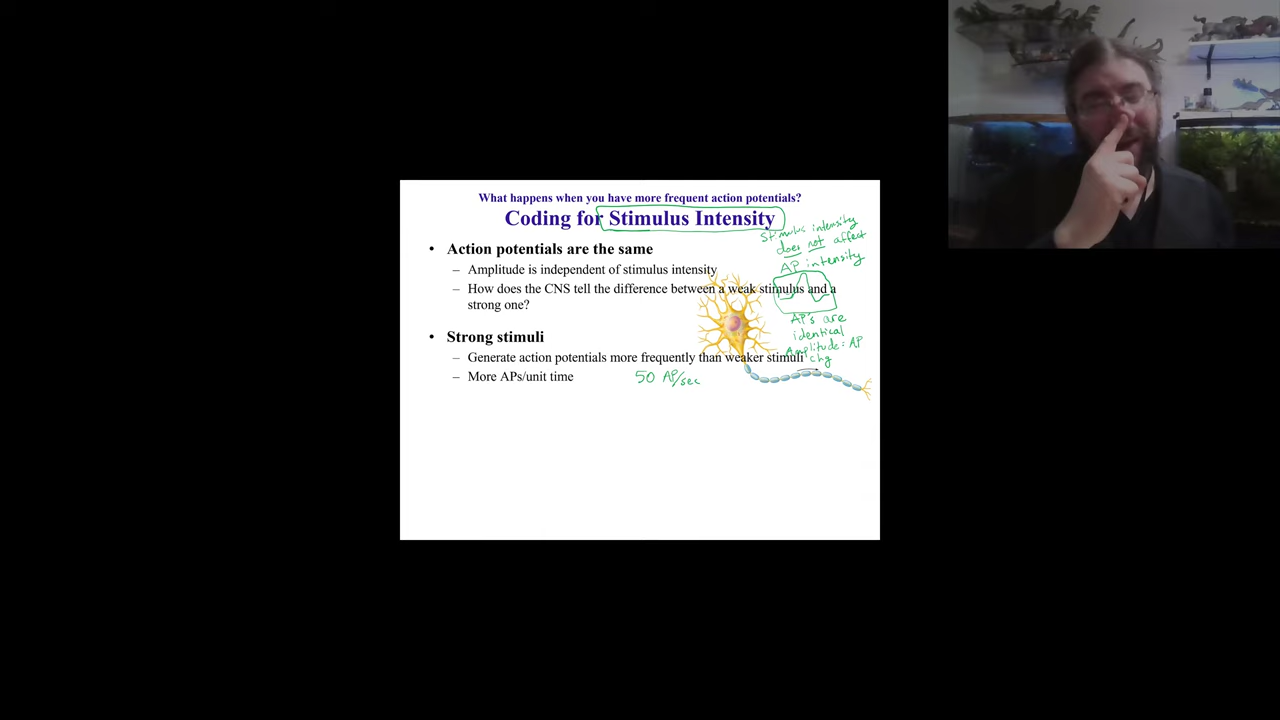 What happens when you have more frequent action potentials?
Coding for Stimulus Intensity
• Action potentials are the same
– Amplitude is independent of stimulus intensity
– How does the CNS tell the difference between a weak stimulus and a
strong one?
• Strong stimuli
– Generate action potentials more frequently than weaker stimuli
– More APs/unit time
50 AP/sec
Stimulus intensity
does not affect
AP intensity
AP's are
identical
Amplitude = AP
chg